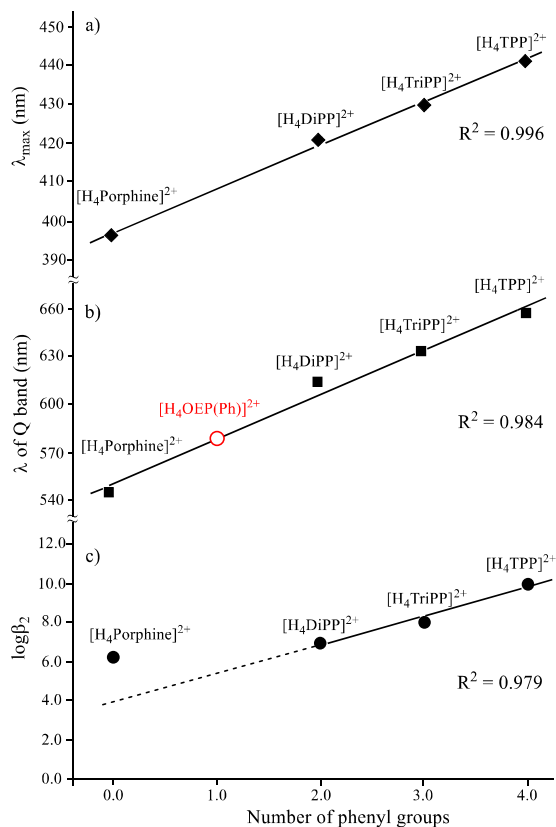 a)
450
440
430
420
410
400
390
λmax (nm)
[H4TPP]2+
[H4TriPP]2+
[H4DiPP]2+
[H4Porphine]2+
R2 = 0.996
b)
660
630
600
570
540
λ of Q band (nm)
[H4TPP]2+
[H4TriPP]2+
[H4DiPP]2+
[H4OEP(Ph)]2+
[H4Porphine]2+
R2 = 0.984
c)
12.0
10.0
8.0
6.0
4.0
2.0
0.0
logβ2
[H4TPP]2+
[H4TriPP]2+
[H4DiPP]2+
[H4Porphine]2+
R2 = 0.979
0.0 1.0 2.0 3.0 4.0
Number of phenyl groups